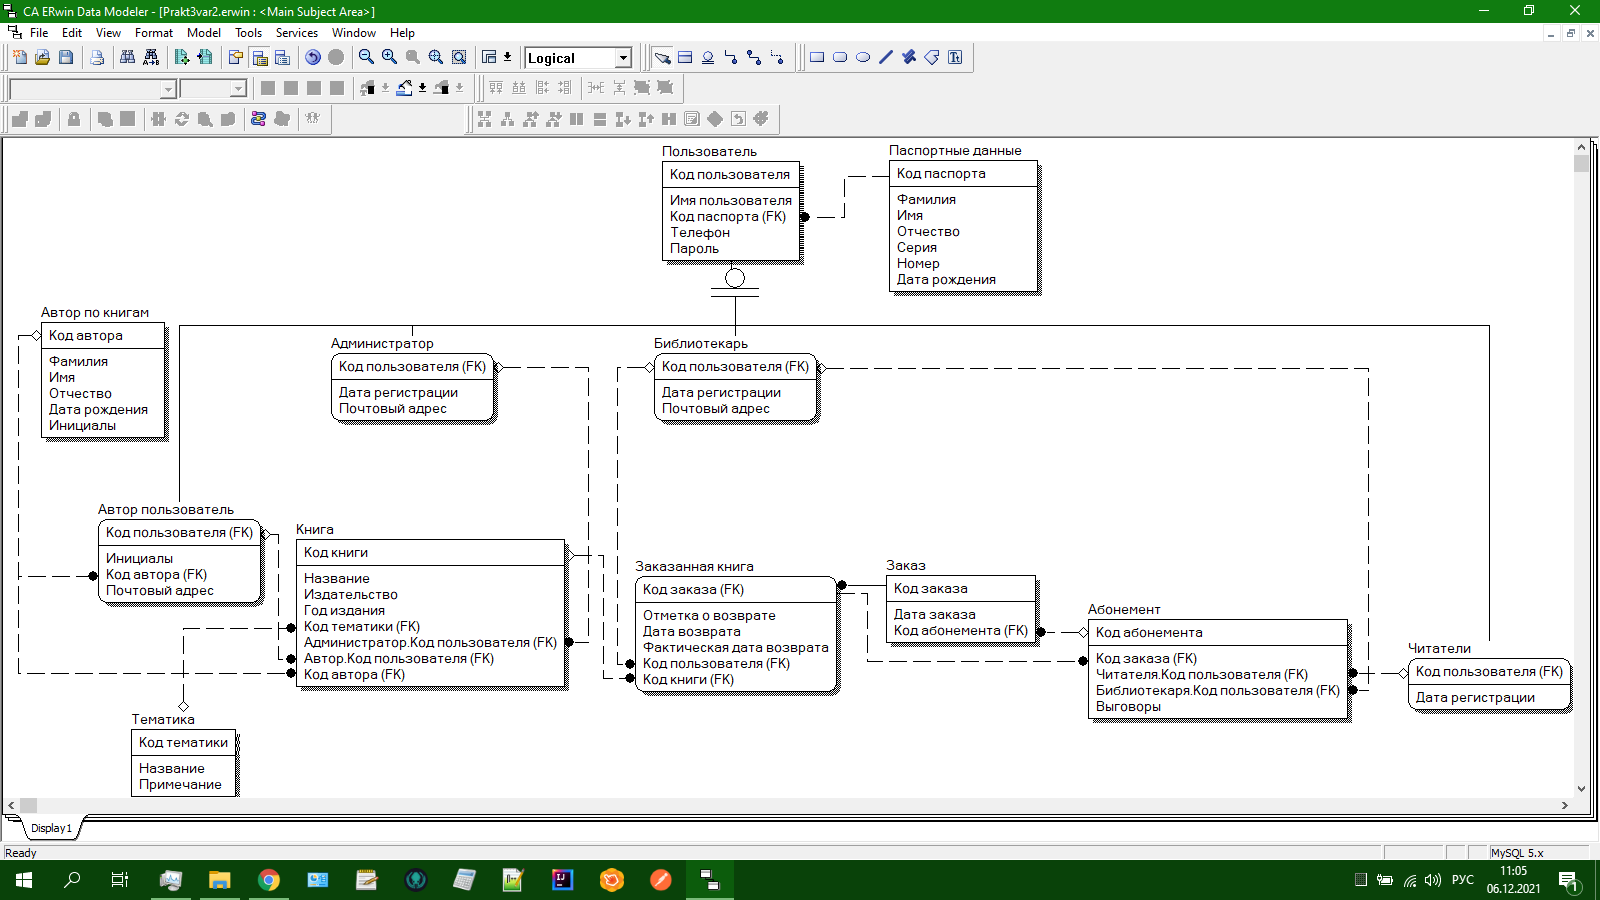 CA ERwin Data Modeler - [Prakt3var2.erwin : <Main Subject Area>]
File Edit View Format Model Tools Services Window Help
Logical
Пользователь
Код пользователя
Имя пользователя
Код паспорта (FK)
Телефон
Пароль
Паспортные данные
Код паспорта
Фамилия
Имя
Отчество
Серия
Номер
Дата рождения
Автор по книгам
Код автора
Фамилия
Имя
Отчество
Дата рождения
Инициалы
Администратор
Код пользователя (FK)
Дата регистрации
Почтовый адрес
Библиотекарь
Код пользователя (FK)
Дата регистрации
Почтовый адрес
Автор пользователь
Код пользователя (FK)
Инициалы
Код автора (FK)
Почтовый адрес
Книга
Код книги
Название
Издательство
Год издания
Код тематики (FK)
Администратор.Код пользователя (FK)
Автор.Код пользователя (FK)
Код автора (FK)
Заказанная книга
Код заказа (FK)
Отметка о возврате
Дата возврата
Фактическая дата возврата
Код пользователя (FK)
Код книги (FK)
Заказ
Код заказа
Дата заказа
Код абонемента (FK)
Абонемент
Код абонемента
Код заказа (FK)
Читателя.Код пользователя (FK)
Библиотекаря.Код пользователя (FK)
Выговоры
Читатели
Код пользователя (FK)
Дата регистрации
Тематика
Код тематики
Название
Примечание
Display1
Ready
MySQL 5.x
РУС
11:05
06.12.2021
1